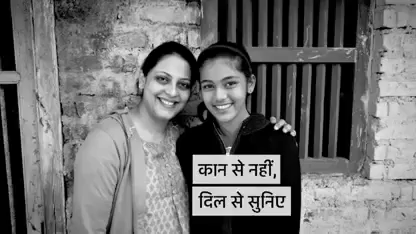 कान से नहीं,
दिल से सुनिए